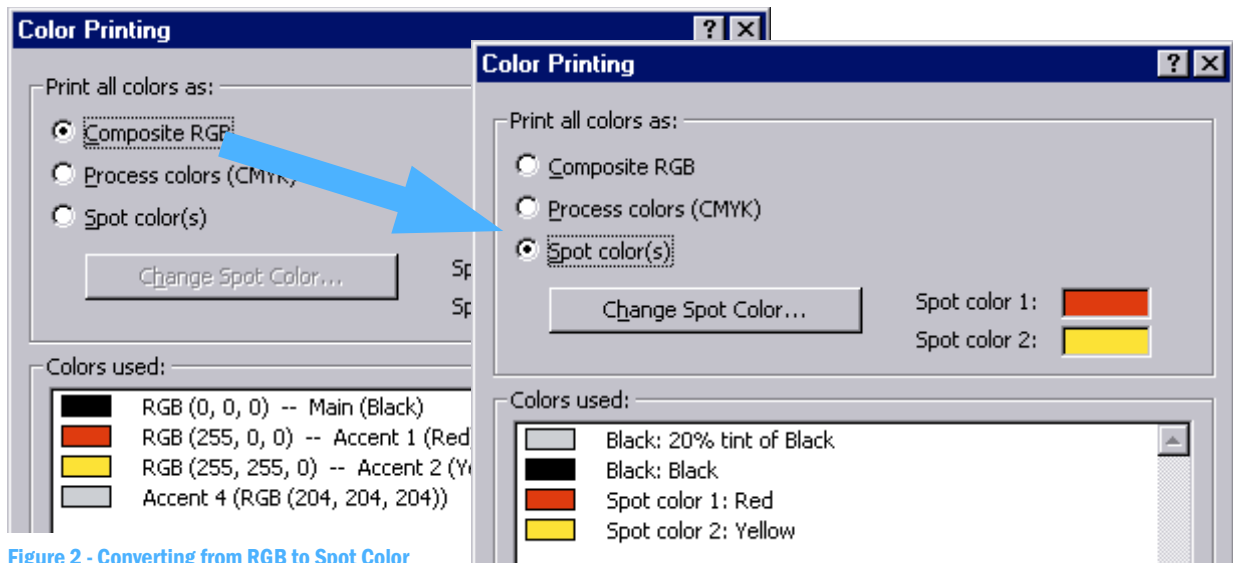 Color Printing
Print all colors as:
Composite RGB
Process colors (CMYK)
Spot color(s)
Change Spot Color...
Sp
Sp
Colors used:
RGB (0, 0, 0) -- Main (Black)
RGB (255, 0, 0) -- Accent 1 (Red
RGB (255, 255, 0) -- Accent 2 (Ye
Accent 4 (RGB (204, 204, 204))
Figure 2 - Converting from RGB to Spot Color
Color Printing
Print all colors as:
Composite RGB
Process colors (CMYK)
Spot color(s)
Change Spot Color...
Spot color 1:
Spot color 2:
Colors used:
Black: 20% tint of Black
Black: Black
Spot color 1: Red
Spot color 2: Yellow